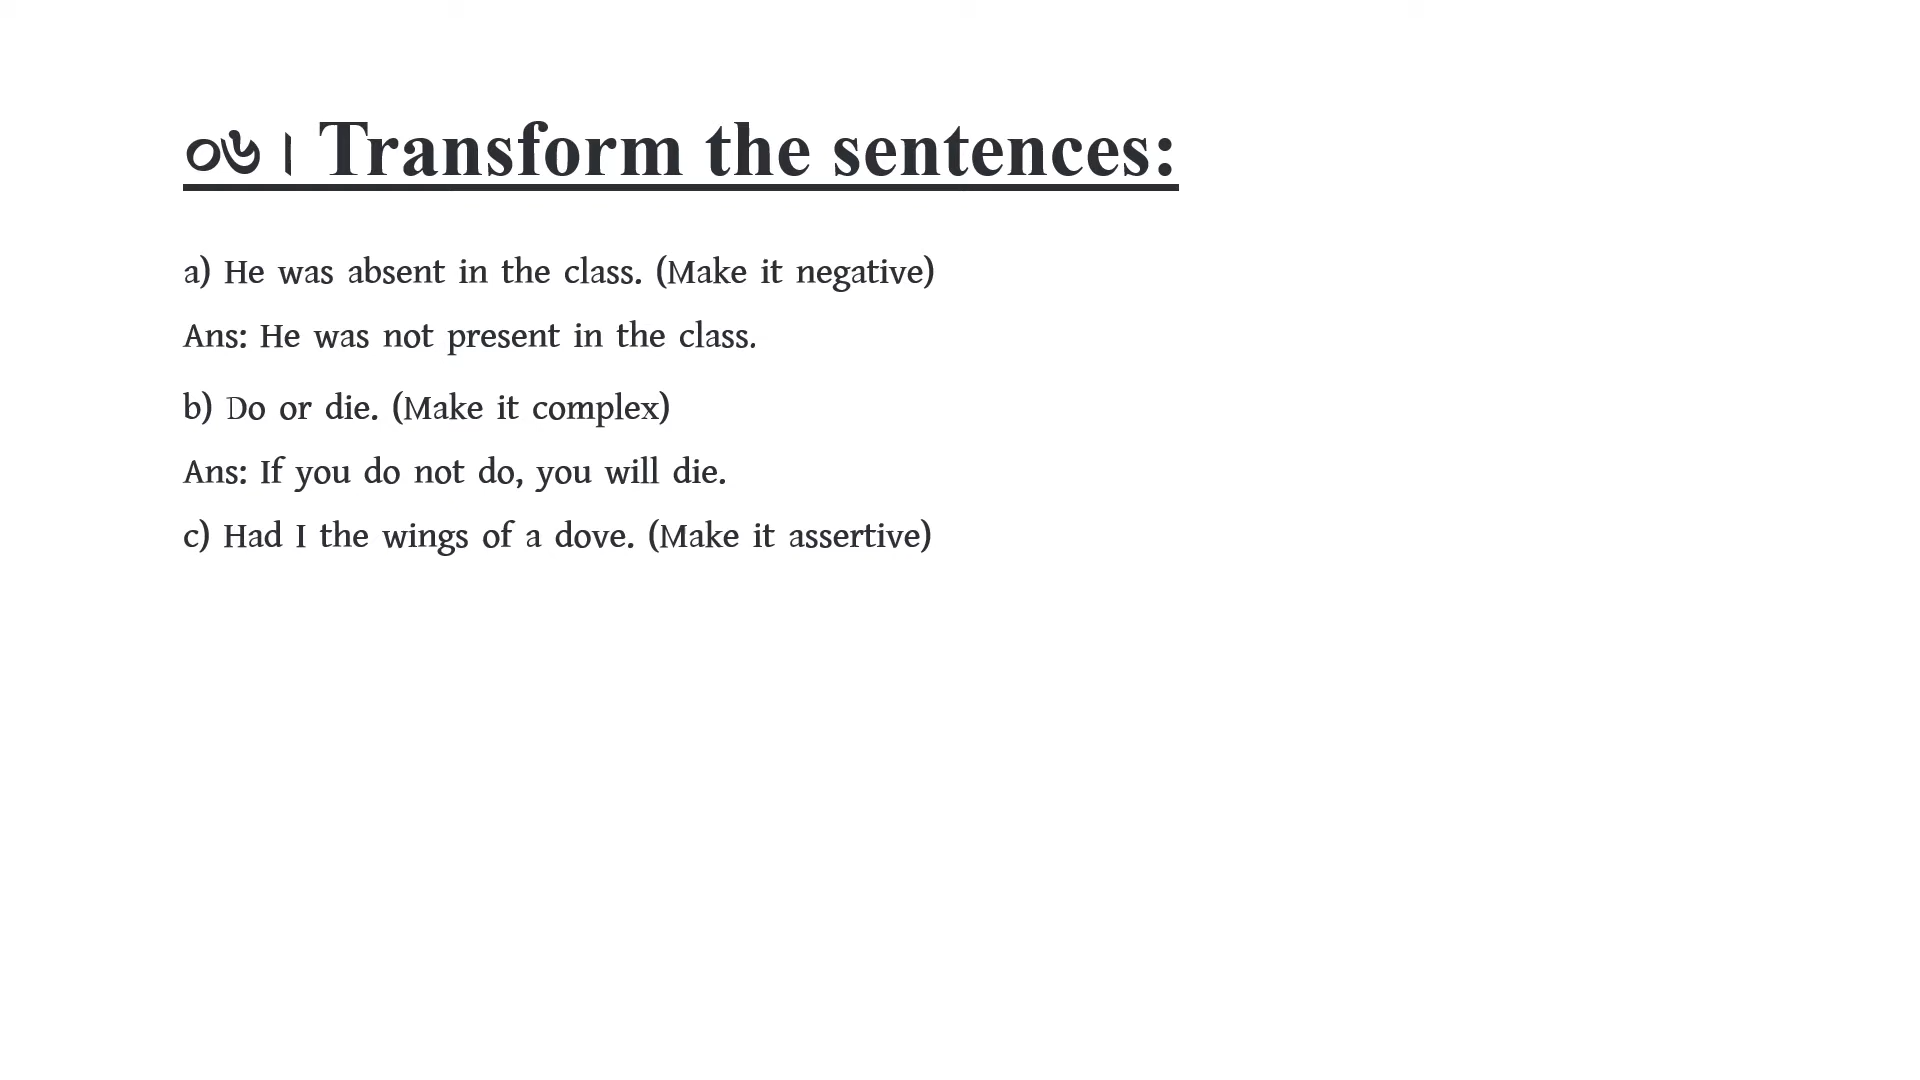 ০৬। Transform the sentences:
a) He was absent in the class. (Make it negative)
Ans: He was not present in the class.
b) Do or die. (Make it complex)
Ans: If you do not do, you will die.
c) Had I the wings of a dove. (Make it assertive)